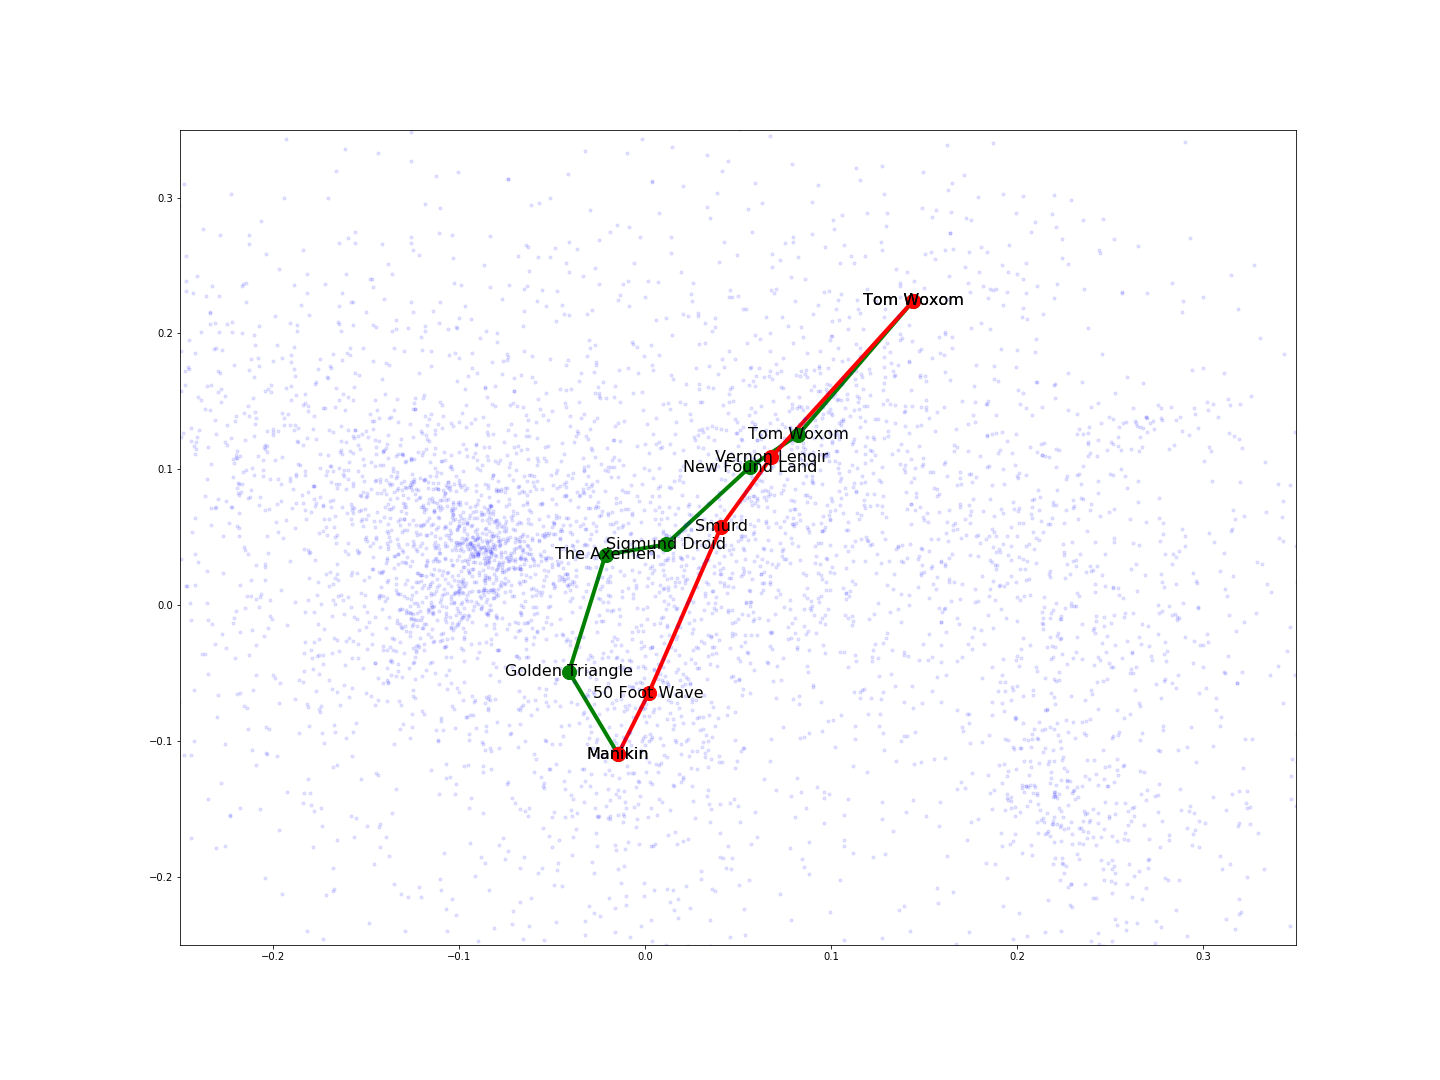 0.3
Tom Woxom
0.2
Tom Woxom
Vernon Lenoir
New Found Land
0.1
Smurd
Sigmund Droid
The Axemen
0.0
Golden Triangle
50 Foot Wave
−0.1
Manikin
−0.2
−0.2 −0.1 0.0 0.1 0.2 0.3